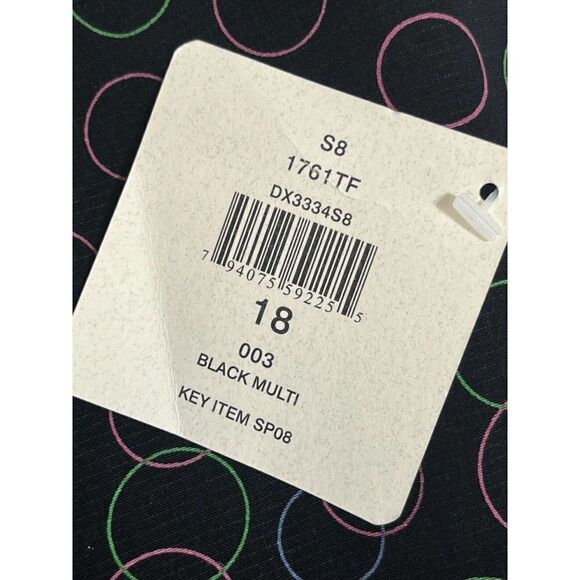 S8
1761TF
DX3334S8
7 94075 59225 5
18
003
BLACK MULTI
KEY ITEM SP08